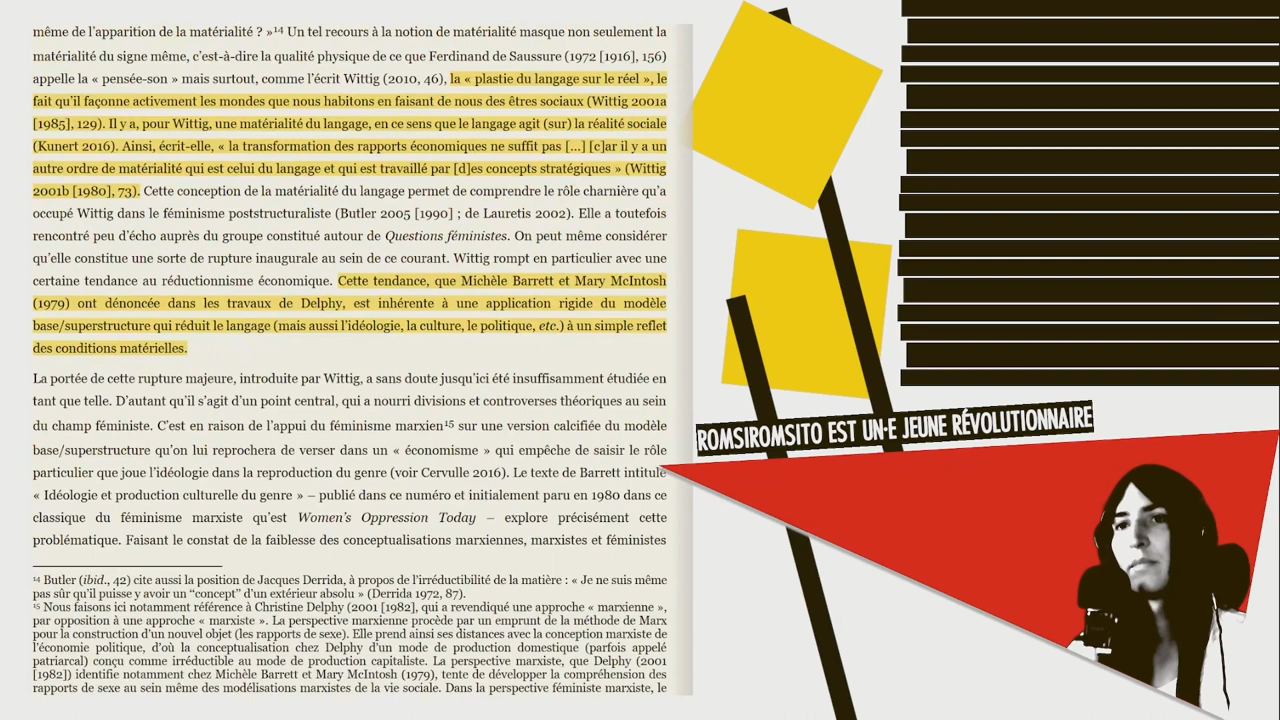 même de l'apparition de la matérialité ? »¹⁴ Un tel recours à la notion de matérialité masque non seulement la
matérialité du signe même, c'est-à-dire la qualité physique de ce que Ferdinand de Saussure (1972 [1916], 156)
appelle la « pensée-son » mais surtout, comme l'écrit Wittig (2010, 46), la « plastie du langage sur le réel », le
fait qu'il façonne activement les mondes que nous habitons en faisant de nous des êtres sociaux (Wittig 2001a
[1985], 129). Il y a, pour Wittig, une matérialité du langage, en ce sens que le langage agit (sur) la réalité sociale
(Kunert 2016). Ainsi, écrit-elle, « la transformation des rapports économiques ne suffit pas [...] [c]ar il y a un
autre ordre de matérialité qui est celui du langage et qui est travaillé par [d]es concepts stratégiques » (Wittig
2001b [1980], 73). Cette conception de la matérialité du langage permet de comprendre le rôle charnière qu'a
occupé Wittig dans le féminisme poststructuraliste (Butler 2005 [1990] ; de Lauretis 2002). Elle a toutefois
rencontré peu d'écho auprès du groupe constitué autour de Questions féministes. On peut même considérer
qu'elle constitue une sorte du rupture inaugurale au sein de ce courant. Wittig rompt en particulier avec une
certaine tendance au réductionnisme économique. Cette tendance, que Michèle Barrett et Mary McIntosh
(1979) ont dénoncée dans les travaux de Delphy, est inhérente à une application rigide du modèle
base/superstructure qui réduit le langage (mais aussi l'idéologie, la culture, le politique, etc.) à un simple reflet
des conditions matérielles.
La portée de cette rupture majeure, introduite par Wittig, a sans doute jusqu'ici été insuffisamment étudiée en
tant que telle. D'autant qu'il s'agit d'un point central, qui a nourri divisions et controverses théoriques au sein
du champ féministe. C'est en raison de l'appui du féminisme marxien¹⁵ sur une version calcifiée du modèle
base/superstructure qu'on lui reprochera de verser dans un « économisme » qui empêche de saisir le rôle
particulier que joue l'idéologie dans la reproduction du genre (voir Cervulle 2016). Le texte de Barrett intitulé
« Idéologie et production culturelle du genre » – publié dans ce numéro et initialement paru en 1980 dans ce
classique du féminisme marxiste qu'est Women's Oppression Today – explore précisément cette
problématique. Faisant le constat de la faiblesse des conceptualisations marxiennes, marxistes et féministes
¹⁴ Butler (ibid., 42) cite aussi la position de Jacques Derrida, à propos de l'irréductibilité de la matière : « Je ne suis même
pas sûr qu'il puisse y avoir un “concept” d'un extérieur absolu » (Derrida 1972, 87).
¹⁵ Nous faisons ici notamment référence à Christine Delphy (2001 [1982], qui a revendiqué une approche « marxienne »,
par opposition à une approche « marxiste ». La perspective marxienne procède par un emprunt de la méthode de Marx
pour la construction d'un nouvel objet (les rapports de sexe). Elle prend ainsi ses distances avec la conception marxiste de
l'économie politique, d'où la conceptualisation chez Delphy d'un mode de production domestique (parfois appelé
patriarcal) conçu comme irréductible au mode de production capitaliste. La perspective marxiste, que Delphy (2001
[1982]) identifie notamment chez Michèle Barrett et Mary McIntosh (1979), tente de développer la compréhension des
rapports de sexe au sein même des modélisations marxistes de la vie sociale. Dans la perspective féministe marxiste, le
ROMSIROMSITO EST UN·E JEUNE RÉVOLUTIONNAIRE